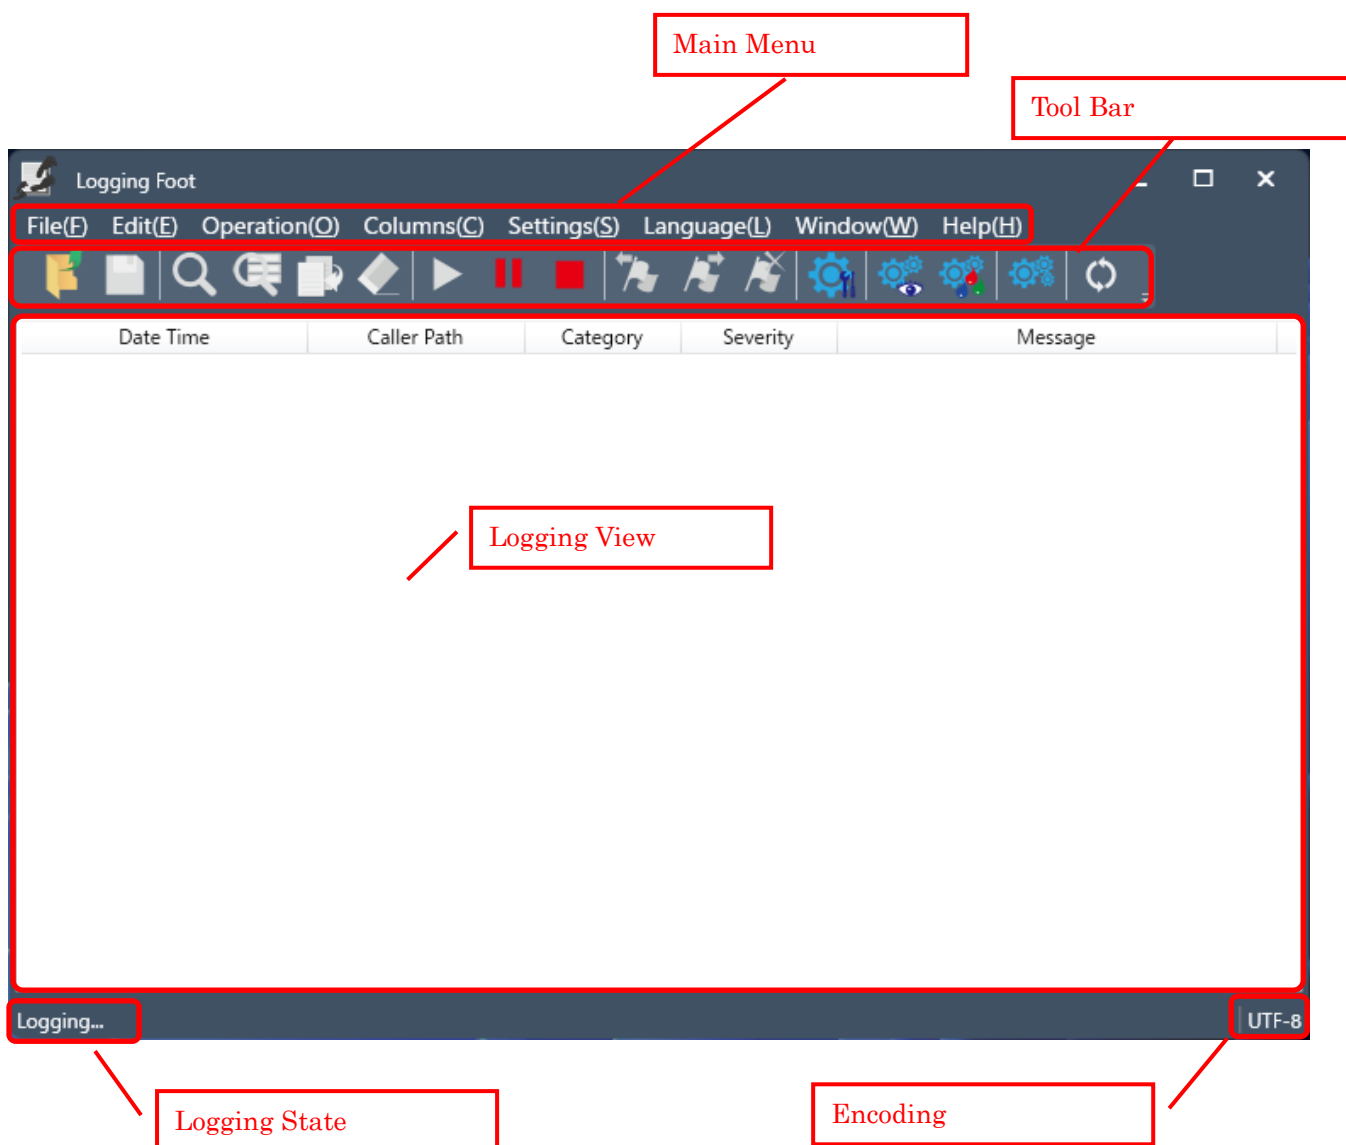 Main Menu
Tool Bar
Logging Foot
File(F) Edit(E) Operation(O) Columns(C) Settings(S) Language(L) Window(W) Help(H)
Date Time Caller Path Category Severity Message
Logging View
Logging... UTF-8
Logging State
Encoding